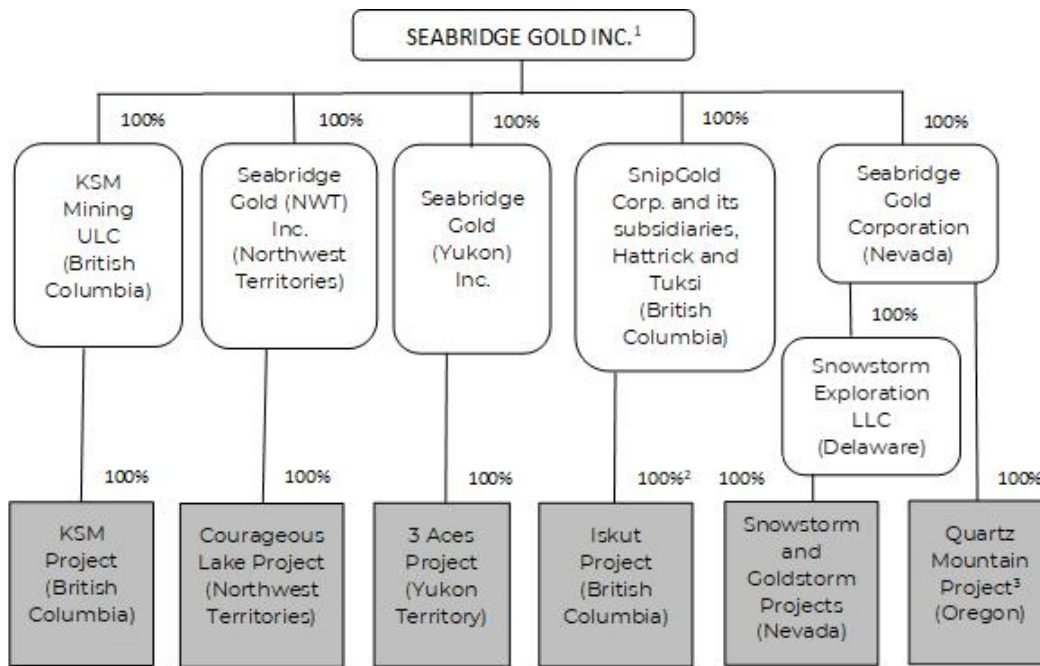 SEABRIDGE GOLD INC.¹
100%
100%
100%
100%
100%
KSM
Mining
ULC
(British
Columbia)
Seabridge
Gold (NWT)
Inc.
(Northwest
Territories)
Seabridge
Gold
(Yukon)
Inc.
SnipGold
Corp. and its
subsidiaries,
Hattrick and
Tuksi
(British
Columbia)
Seabridge
Gold
Corporation
(Nevada)
100%
Snowstorm
Exploration
LLC
(Delaware)
100%
100%
100%
100%²
100%
100%
KSM
Project
(British
Columbia)
Courageous
Lake Project
(Northwest
Territories)
3 Aces
Project
(Yukon
Territory)
Iskut
Project
(British
Columbia)
Snowstorm
and
Goldstorm
Projects
(Nevada)
Quartz
Mountain
Project³
(Oregon)